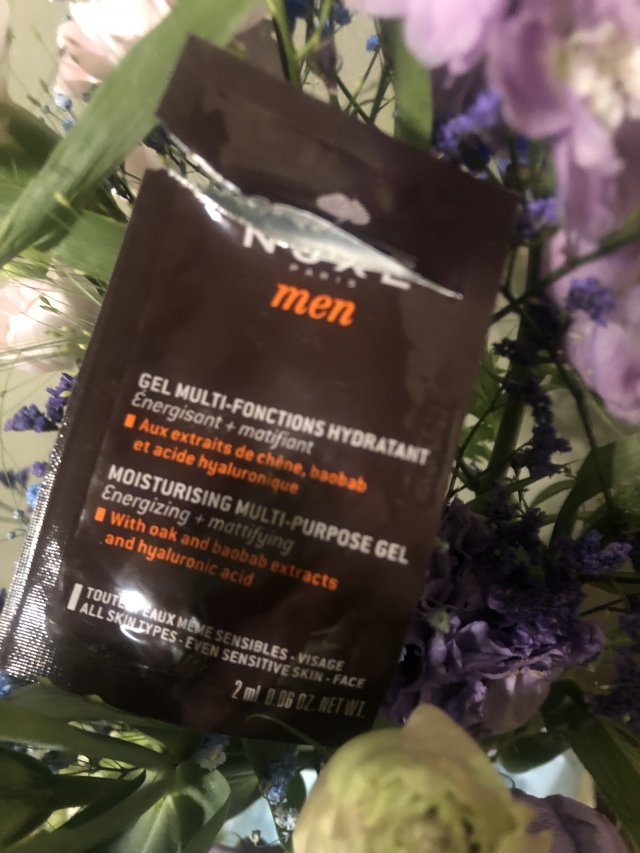 NUXE
PARIS
men
GEL MULTI-FONCTIONS HYDRATANT
Énergisant + matifiant
Aux extraits de chêne, baobab
et acide hyaluronique
MOISTURISING MULTI-PURPOSE GEL
Energizing + mattifying
With oak and baobab extracts
and hyaluronic acid
TOUTES PEAUX MÊME SENSIBLES - VISAGE
ALL SKIN TYPES - EVEN SENSITIVE SKIN - FACE
2 ml 0.06 OZ. NET WT.